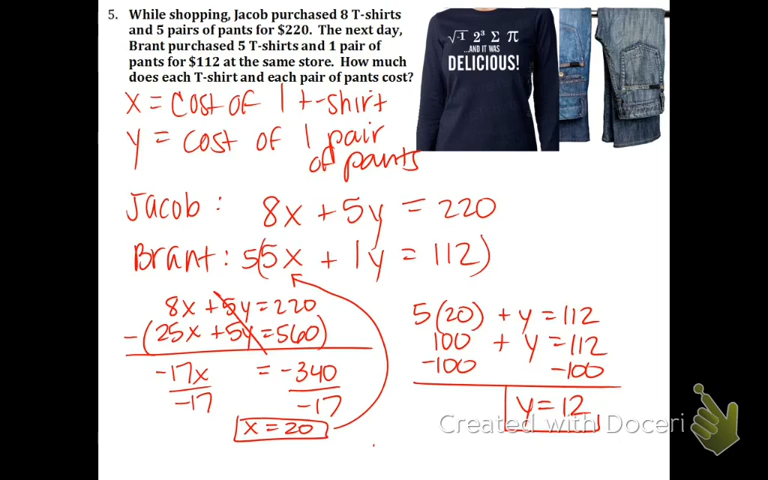 5. While shopping, Jacob purchased 8 T-shirts
and 5 pairs of pants for $220. The next day,
Brant purchased 5 T-shirts and 1 pair of
pants for $112 at the same store. How much
does each T-shirt and each pair of pants cost?
√-1 2³ Σ π
...AND IT WAS
DELICIOUS!
x = cost of 1 t-shirt
y = cost of 1 pair
of pants
Jacob: 8x + 5y = 220
Brant: 5(5x + 1y = 112)
8x + 5y = 220
-(25x + 5y = 560)
-17x = -340
-17 -17
x = 20
5(20) + y = 112
100 + y = 112
-100 -100
y = 12
Created with Doceri